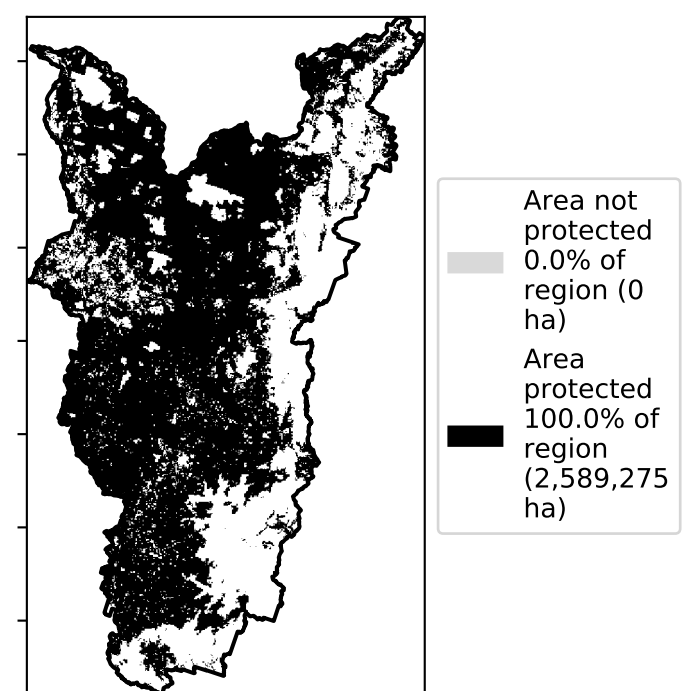 Area not
protected
0.0% of
region (0
ha)
Area
protected
100.0% of
region
(2,589,275
ha)